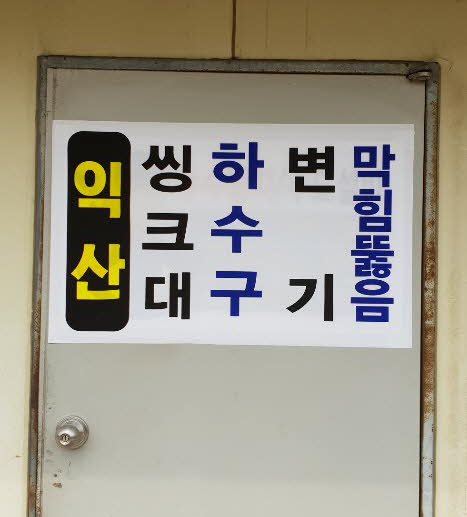 익산
씽크대
하수구
변기
막힘뚫음